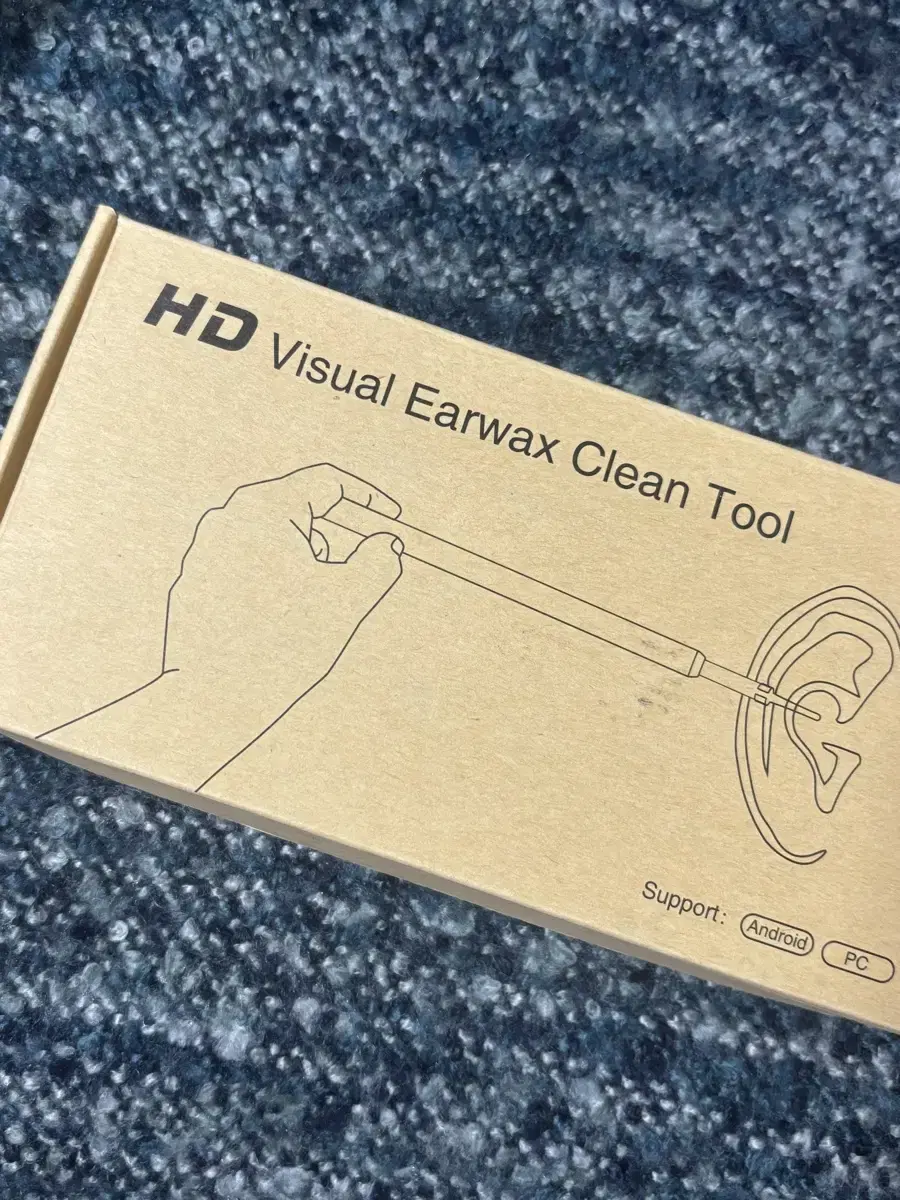 HD Visual Earwax Clean Tool
Support: Android PC